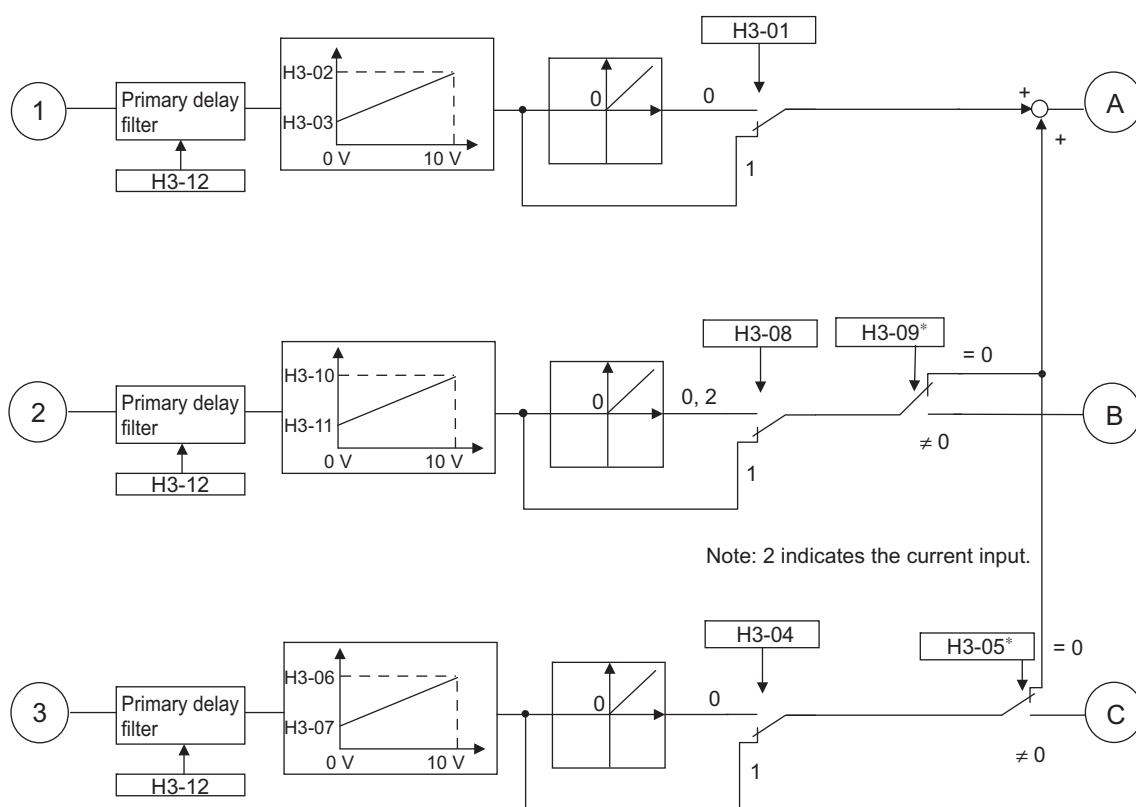 H3-01
1
Primary delay
filter
H3-12
H3-02
H3-03
0 V
10 V
0
0
1
+
+
A
H3-08
H3-09*
= 0
2
Primary delay
filter
H3-12
H3-10
H3-11
0 V
10 V
0
0, 2
1
≠ 0
B
Note: 2 indicates the current input.
H3-04
H3-05*
= 0
3
Primary delay
filter
H3-12
H3-06
H3-07
0 V
10 V
0
0
1
≠ 0
C